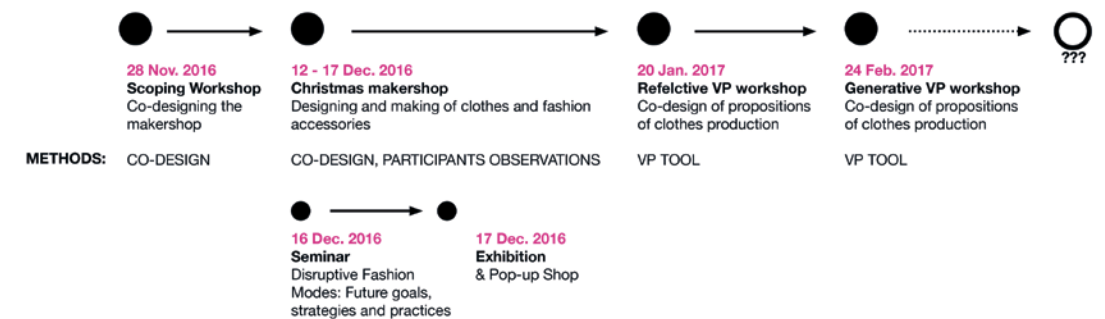 ???
28 Nov. 2016
Scoping Workshop
Co-designing the
makershop
12 - 17 Dec. 2016
Christmas makershop
Designing and making of clothes and fashion
accessories
20 Jan. 2017
Refelctive VP workshop
Co-design of propositions
of clothes production
24 Feb. 2017
Generative VP workshop
Co-design of propositions
of clothes production
METHODS:
CO-DESIGN
CO-DESIGN, PARTICIPANTS OBSERVATIONS
VP TOOL
VP TOOL
16 Dec. 2016
Seminar
Disruptive Fashion
Modes: Future goals,
strategies and practices
17 Dec. 2016
Exhibition
& Pop-up Shop